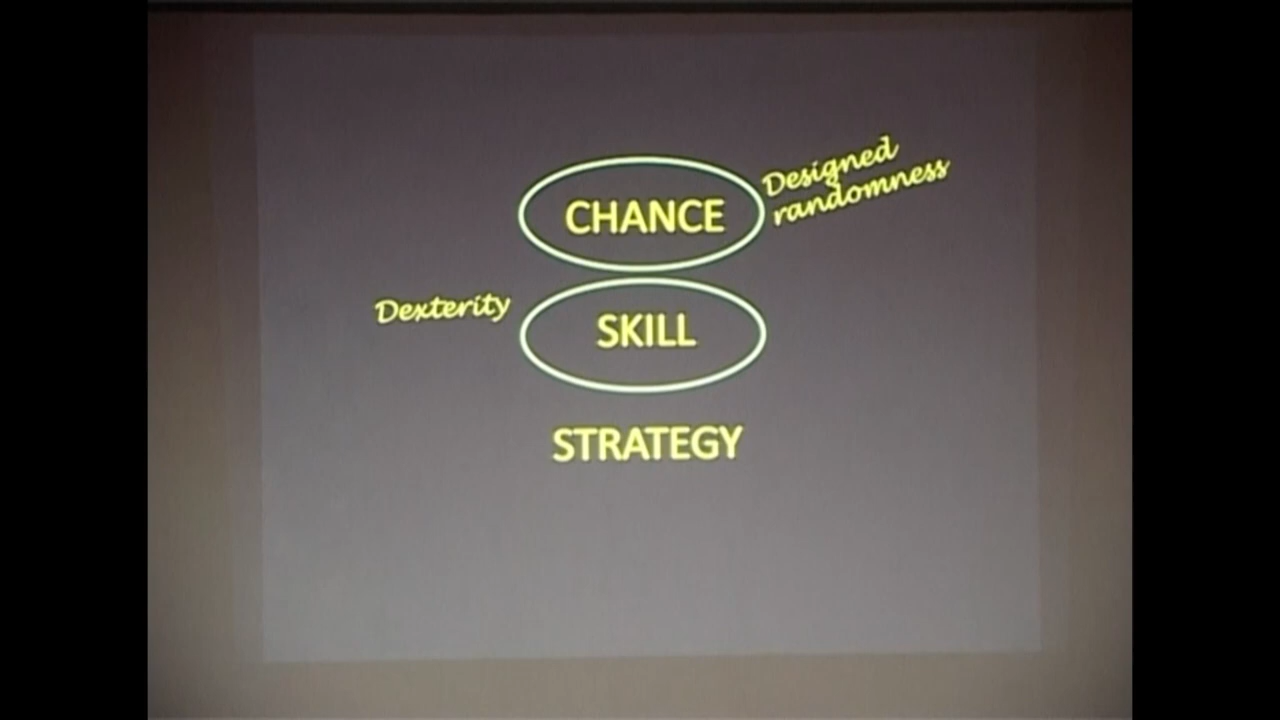 Designed
randomness
CHANCE
Dexterity
SKILL
STRATEGY